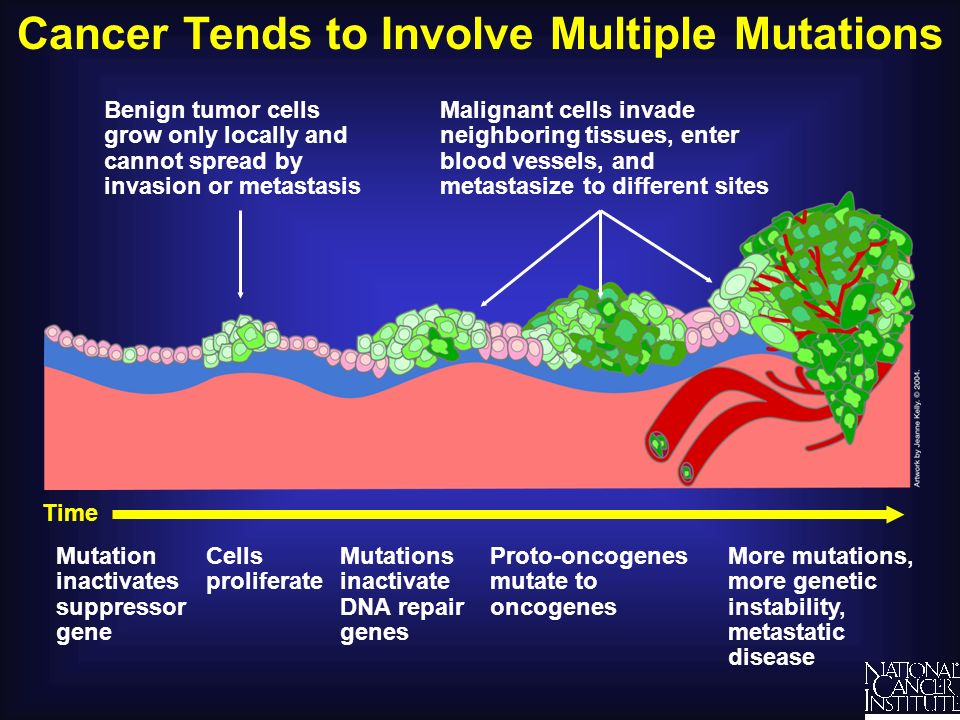 Cancer Tends to Involve Multiple Mutations
Benign tumor cells
grow only locally and
cannot spread by
invasion or metastasis
Malignant cells invade
neighboring tissues, enter
blood vessels, and
metastasize to different sites
Artwork by Jeanne Kelly. © 2004.
Time
Mutation
inactivates
suppressor
gene
Cells
proliferate
Mutations
inactivate
DNA repair
genes
Proto-oncogenes
mutate to
oncogenes
More mutations,
more genetic
instability,
metastatic
disease
NATIONAL
CANCER
INSTITUTE